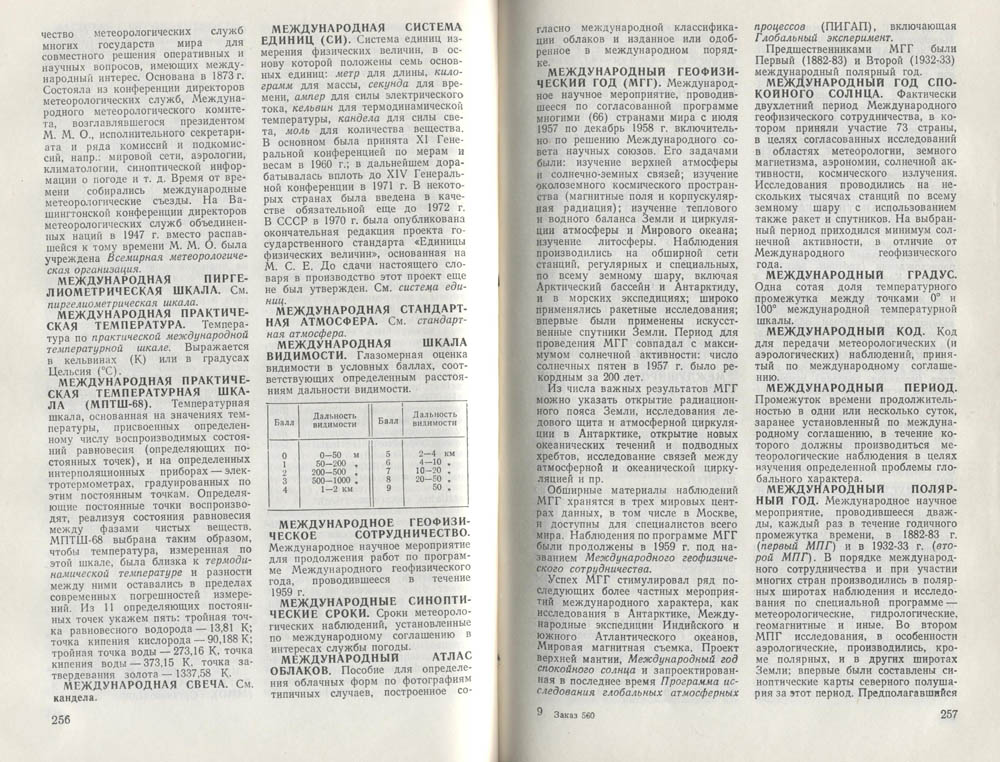 чество метеорологических служб
многих государств мира для
совместного решения оперативных и
научных вопросов, имеющих между-
народный интерес. Основана в 1873 г.
Состояла из конференции директоров
метеорологических служб, Междуна-
родного метеорологического комите-
та, возглавлявшегося президентом
М. М. О., исполнительного секретари-
ата и ряда комиссий и подкомис-
сий, напр.: мировой сети, аэрологии,
климатологии, синоптической инфор-
мации о погоде и т. д. Время от вре-
мени собирались международные
метеорологические съезды. На Ва-
шингтонской конференции директоров
метеорологических служб объединен-
ных наций в 1947 г. вместо распав-
шейся к тому времени М. М. О. была
учреждена Всемирная метеорологиче-
ская организация.
МЕЖДУНАРОДНАЯ ПИРГЕ-
ЛИОМЕТРИЧЕСКАЯ ШКАЛА. См.
пиргелиометрическая шкала.
МЕЖДУНАРОДНАЯ ПРАКТИЧЕ-
СКАЯ ТЕМПЕРАТУРА. Темпера-
тура по практической международной
температурной шкале. Выражается
в кельвинах (К) или в градусах
Цельсия (°С).
МЕЖДУНАРОДНАЯ ПРАКТИЧЕ-
СКАЯ ТЕМПЕРАТУРНАЯ ШКА-
ЛА (МПТШ-68). Температурная
шкала, основанная на значениях тем-
пературы, присвоенных определен-
ному числу воспроизводимых состоя-
ний равновесия (определяющих по-
стоянных точек), и на определенных
интерполяционных приборах — элек-
тротермометрах, градуированных по
этим постоянным точкам. Определя-
ющие постоянные точки воспроизво-
дят, реализуя состояния равновесия
между фазами чистых веществ.
МПТШ-68 выбрана таким образом,
чтобы температура, измеренная по
этой шкале, была близка к термоди-
намической температуре и разности
между ними оставались в пределах
современных погрешностей измере-
ний. Из 11 определяющих постоян-
ных точек укажем пять: тройная точ-
ка равновесного водорода — 13,81 К;
точка кипения кислорода — 90,188 К;
тройная точка воды — 273,16 К, точка
кипения воды — 373,15 К, точка за-
твердевания золота — 1337,58 К.
МЕЖДУНАРОДНАЯ СВЕЧА. См.
кандела.
256
МЕЖДУНАРОДНАЯ СИСТЕМА
ЕДИНИЦ (СИ). Система единиц из-
мерения физических величин, в ос-
нову которой положены семь основ-
ных единиц: метр для длины, кило-
грамм для массы, секунда для вре-
мени, ампер для силы электрического
тока, кельвин для термодинамической
температуры, кандела для силы све-
та, моль для количества вещества.
В основном была принята XI Гене-
ральной конференцией по мерам и
весам в 1960 г.; в дальнейшем дора-
батывалась вплоть до XIV Генераль-
ной конференции в 1971 г. В некото-
рых странах была введена в каче-
стве обязательной еще до 1972 г.
В СССР в 1970 г. была опубликована
окончательная редакция проекта го-
сударственного стандарта «Единицы
физических величин», основанная на
М. С. Е. До сдачи настоящего сло-
варя в производство этот проект еще
не был утвержден. См. система еди-
ниц.
МЕЖДУНАРОДНАЯ СТАНДАРТ-
НАЯ АТМОСФЕРА. См. стандарт-
ная атмосфера.
МЕЖДУНАРОДНАЯ ШКАЛА
ВИДИМОСТИ. Глазомерная оценка
видимости в условных баллах, соот-
ветствующих определенным расстоя-
ниям дальности видимости.
Балл Дальность видимости Балл Дальность видимости
0 0—50 м 5 2—4 км
1 50—200 „ 6 4—10 „
2 200—500 „ 7 10—20 „
3 500—1000 „ 8 20—50 „
4 1—2 км 9 50 „
МЕЖДУНАРОДНОЕ ГЕОФИЗИ-
ЧЕСКОЕ СОТРУДНИЧЕСТВО.
Международное научное мероприятие
для продолжения работ по програм-
ме Международного геофизического
года, проводившееся в течение
1959 г.
МЕЖДУНАРОДНЫЕ СИНОПТИ-
ЧЕСКИЕ СРОКИ. Сроки метеороло-
гических наблюдений, установленные
по международному соглашению в
интересах службы погоды.
МЕЖДУНАРОДНЫЙ АТЛАС
ОБЛАКОВ. Пособие для определе-
ния облачных форм по фотографиям
типичных случаев, построенное со-
гласно международной классифика-
ции облаков и изданное или одоб-
ренное в международном поряд-
ке.
МЕЖДУНАРОДНЫЙ ГЕОФИЗИ-
ЧЕСКИЙ ГОД (МГГ). Международ-
ное научное мероприятие, проводив-
шееся по согласованной программе
многими (66) странами мира с июля
1957 по декабрь 1958 г. включитель-
но по решению Международного со-
вета научных союзов. Его задачами
были: изучение верхней атмосферы
и солнечно-земных связей; изучение
околоземного космического простран-
ства (магнитные поля и корпускуляр-
ная радиация); изучение теплового
и водного баланса Земли и циркуля-
ции атмосферы и Мирового океана;
изучение литосферы. Наблюдения
производились на обширной сети
станций, регулярных и специальных,
по всему земному шару, включая
Арктический бассейн и Антарктиду,
и в морских экспедициях; широко
применялись ракетные исследования;
впервые были применены искусст-
венные спутники Земли. Период для
проведения МГГ совпадал с макси-
мумом солнечной активности: число
солнечных пятен в 1957 г. было ре-
кордным за 200 лет.
Из числа важных результатов МГГ
можно указать открытие радиацион-
ного пояса Земли, исследования ле-
дового щита и атмосферной циркуля-
ции в Антарктике, открытие новых
океанических течений и подводных
хребтов, исследование связей между
атмосферной и океанической цирку-
ляцией и пр.
Обширные материалы наблюдений
МГГ хранятся в трех мировых цент-
рах данных, в том числе в Москве,
и доступны для специалистов всего
мира. Наблюдения по программе МГГ
были продолжены в 1959 г. под на-
званием Международного геофизиче-
ского сотрудничества.
Успех МГГ стимулировал ряд по-
следующих более частных мероприя-
тий международного характера, как
исследования в Антарктике, Между-
народные экспедиции Индийского и
южного Атлантического океанов,
Мировая магнитная съемка, Проект
верхней мантии, Международный год
спокойного солнца и запроектирован-
ная в последнее время Программа ис-
следования глобальных атмосферных
9 Заказ 560
процессов (ПИГАП), включающая
Глобальный эксперимент.
Предшественниками МГГ были
Первый (1882-83) и Второй (1932-33)
международный полярный год.
МЕЖДУНАРОДНЫЙ ГОД СПО-
КОЙНОГО СОЛНЦА. Фактически
двухлетний период Международного
геофизического сотрудничества, в ко-
тором приняли участие 73 страны,
в целях согласованных исследований
в областях метеорологии, земного
магнетизма, аэрономии, солнечной ак-
тивности, космического излучения.
Исследования проводились на не-
скольких тысячах станций по всему
земному шару с использованием
также ракет и спутников. На выбран-
ный период приходился минимум сол-
нечной активности, в отличие от
Международного геофизического
года.
МЕЖДУНАРОДНЫЙ ГРАДУС.
Одна сотая доля температурного
промежутка между точками 0° и
100° международной температурной
шкалы.
МЕЖДУНАРОДНЫЙ КОД. Код
для передачи метеорологических (и
аэрологических) наблюдений, приня-
тый по международному соглаше-
нию.
МЕЖДУНАРОДНЫЙ ПЕРИОД.
Промежуток времени продолжитель-
ностью в одни или несколько суток,
заранее установленный по междуна-
родному соглашению, в течение ко-
торого должны производиться ме-
теорологические наблюдения в целях
изучения определенной проблемы гло-
бального характера.
МЕЖДУНАРОДНЫЙ ПОЛЯР-
НЫЙ ГОД. Международное научное
мероприятие, проводившееся дваж-
ды, каждый раз в течение годичного
промежутка времени, в 1882-83 г.
(первый МПГ) и в 1932-33 г. (вто-
рой МПГ). В порядке международ-
ного сотрудничества и при участии
многих стран производились в поляр-
ных широтах наблюдения и исследо-
вания по специальной программе —
метеорологические, гидрологические,
геомагнитные и иные. Во втором
МПГ исследования, в особенности
аэрологические, производились, кро-
ме полярных, и в других широтах
Земли; впервые были составлены си-
ноптические карты северного полуша-
рия за этот период. Предполагавшийся
257